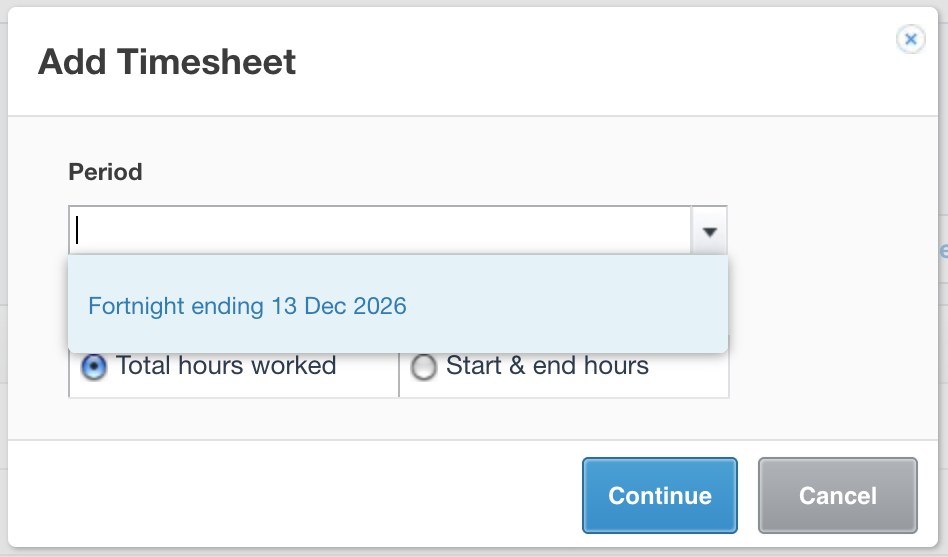 Add Timesheet
Period
Fortnight ending 13 Dec 2026
Total hours worked
Start & end hours
Continue
Cancel